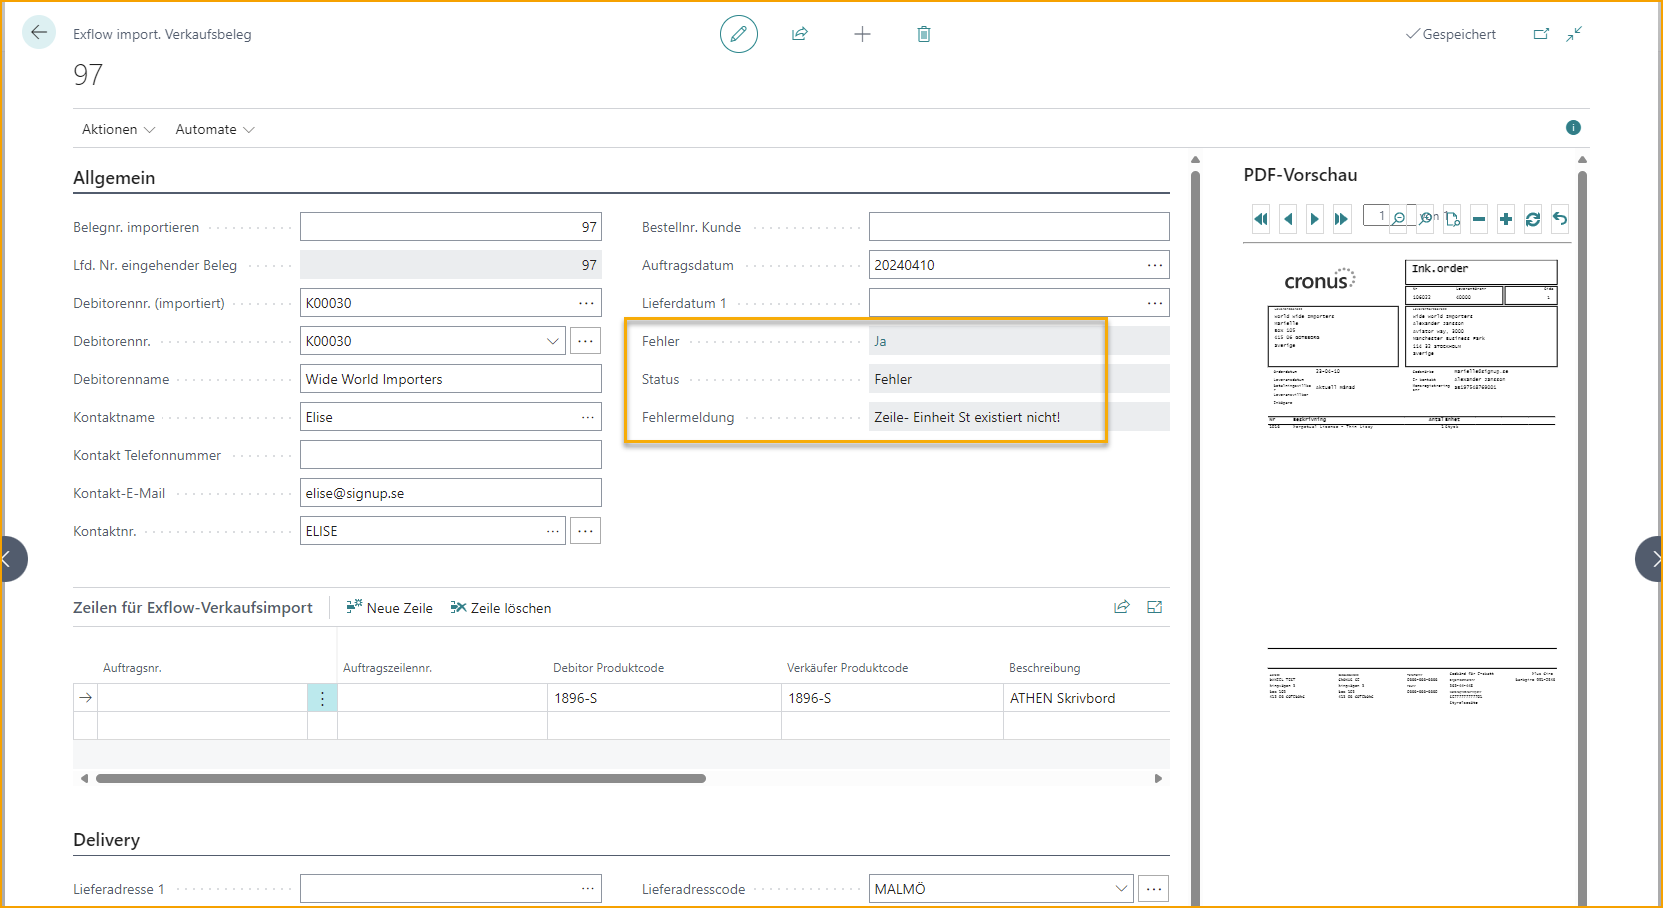 Exflow import. Verkaufsbeleg
Gespeichert
97
Aktionen
Automate
Allgemein
Belegnr. importieren
97
Lfd. Nr. eingehender Beleg
97
Debitorennr. (importiert)
K00030
Debitorennr.
K00030
Debitorenname
Wide World Importers
Kontaktname
Elise
Kontakt Telefonnummer
Kontakt-E-Mail
elise@signup.se
Kontaktnr.
ELISE
Bestellnr. Kunde
Auftragsdatum
20240410
Lieferdatum 1
Fehler
Ja
Status
Fehler
Fehlermeldung
Zeile- Einheit St existiert nicht!
Zeilen für Exflow-Verkaufsimport
Neue Zeile
Zeile löschen
Auftragsnr.
Auftragszeilennr.
Debitor Produktcode
Verkäufer Produktcode
Beschreibung
1896-S
1896-S
ATHEN Skrivbord
Delivery
Lieferadresse 1
Lieferadresscode
MALMÖ
PDF-Vorschau
1
von 1
cronus
Ink.order